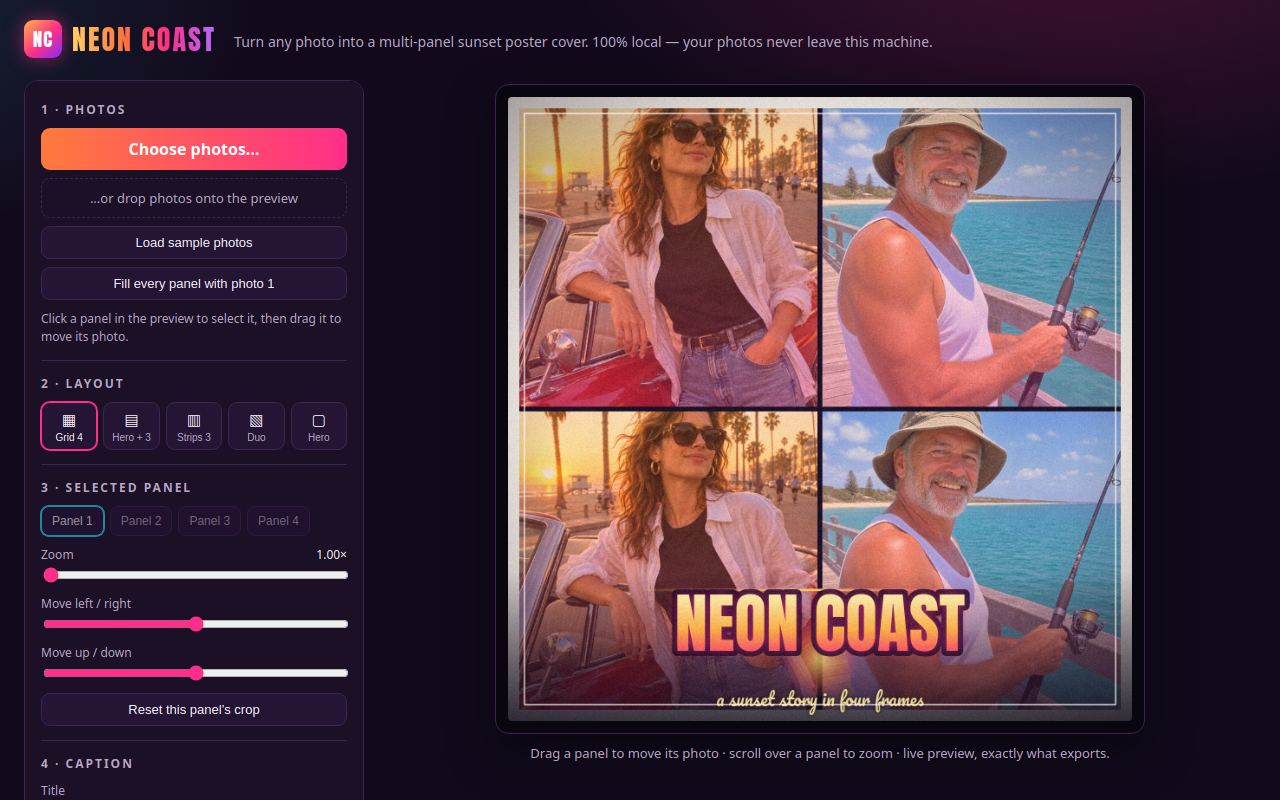 NC NEON COAST Turn any photo into a multi-panel sunset poster cover. 100% local — your photos never leave this machine.
1 · PHOTOS
Choose photos...
...or drop photos onto the preview
Load sample photos
Fill every panel with photo 1
Click a panel in the preview to select it, then drag it to
move its photo.
2 · LAYOUT
Grid 4 Hero + 3 Strips 3 Duo Hero
3 · SELECTED PANEL
Panel 1 Panel 2 Panel 3 Panel 4
Zoom 1.00×
Move left / right
Move up / down
Reset this panel's crop
4 · CAPTION
Title
NEON COAST
a sunset story in four frames
Drag a panel to move its photo · scroll over a panel to zoom · live preview, exactly what exports.